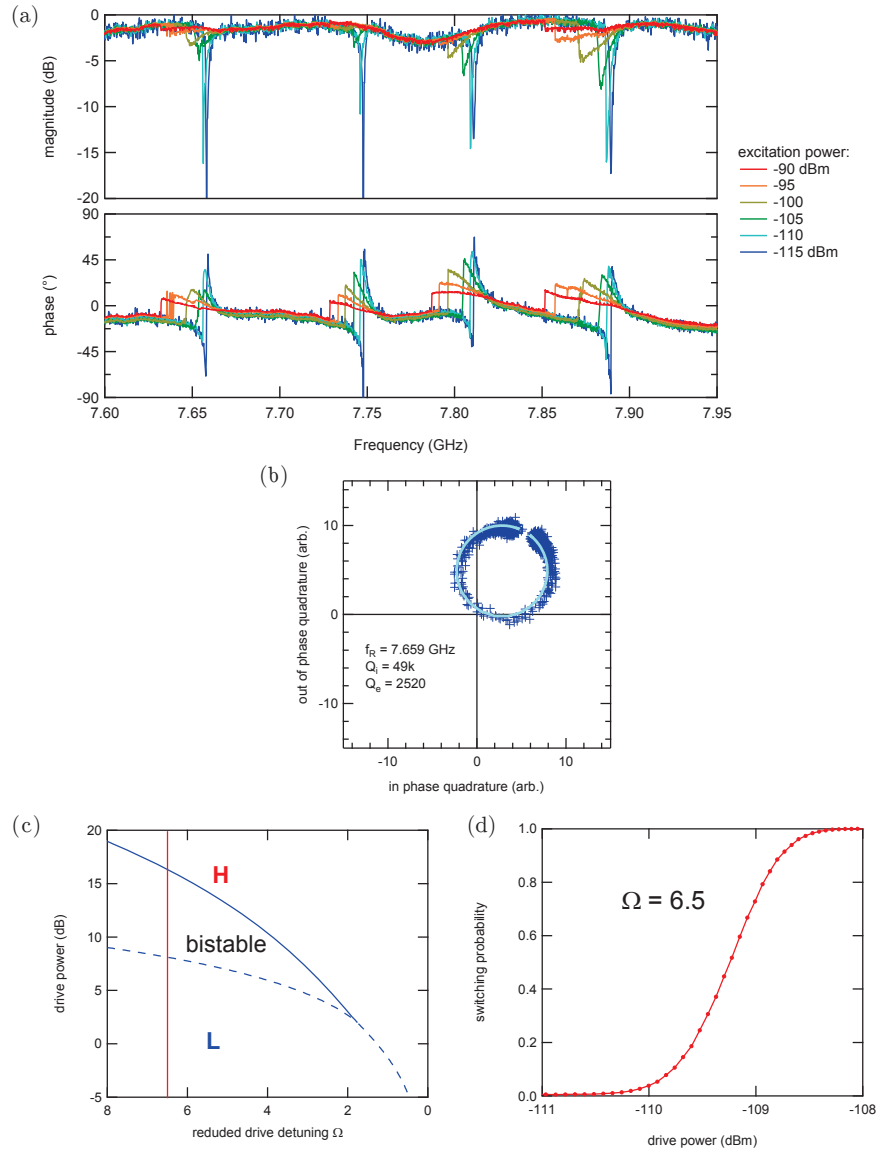 (a)
0
-5
-10
-15
-20
magnitude (dB)
90
45
0
-45
-90
phase (°)
7.60
7.65
7.70
7.75
7.80
7.85
7.90
7.95
Frequency (GHz)
excitation power:
-90 dBm
-95
-100
-105
-110
-115 dBm
(b)
10
0
-10
out of phase quadrature (arb.)
f_R = 7.659 GHz
Q_i = 49k
Q_e = 2520
-10
0
10
in phase quadrature (arb.)
(c)
20
15
10
5
0
-5
drive power (dB)
H
bistable
L
8
6
4
2
0
reduded drive detuning Ω
(d)
1.0
0.8
0.6
0.4
0.2
0.0
switching probability
Ω = 6.5
-111
-110
-109
-108
drive power (dBm)